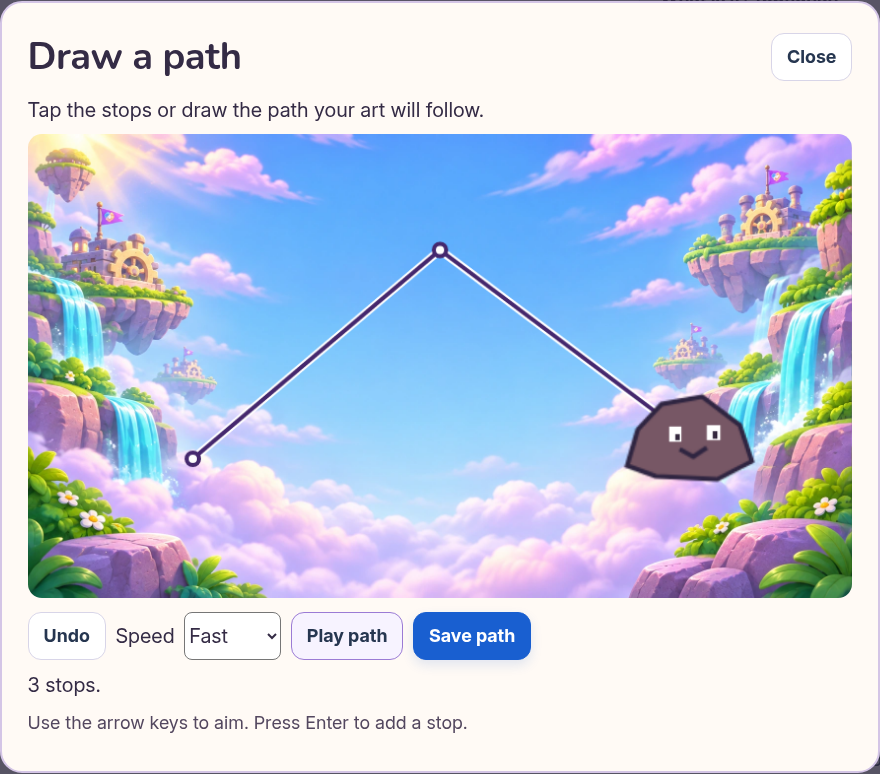 Draw a path
Close
Tap the stops or draw the path your art will follow.
Undo Speed Fast Play path Save path
3 stops.
Use the arrow keys to aim. Press Enter to add a stop.